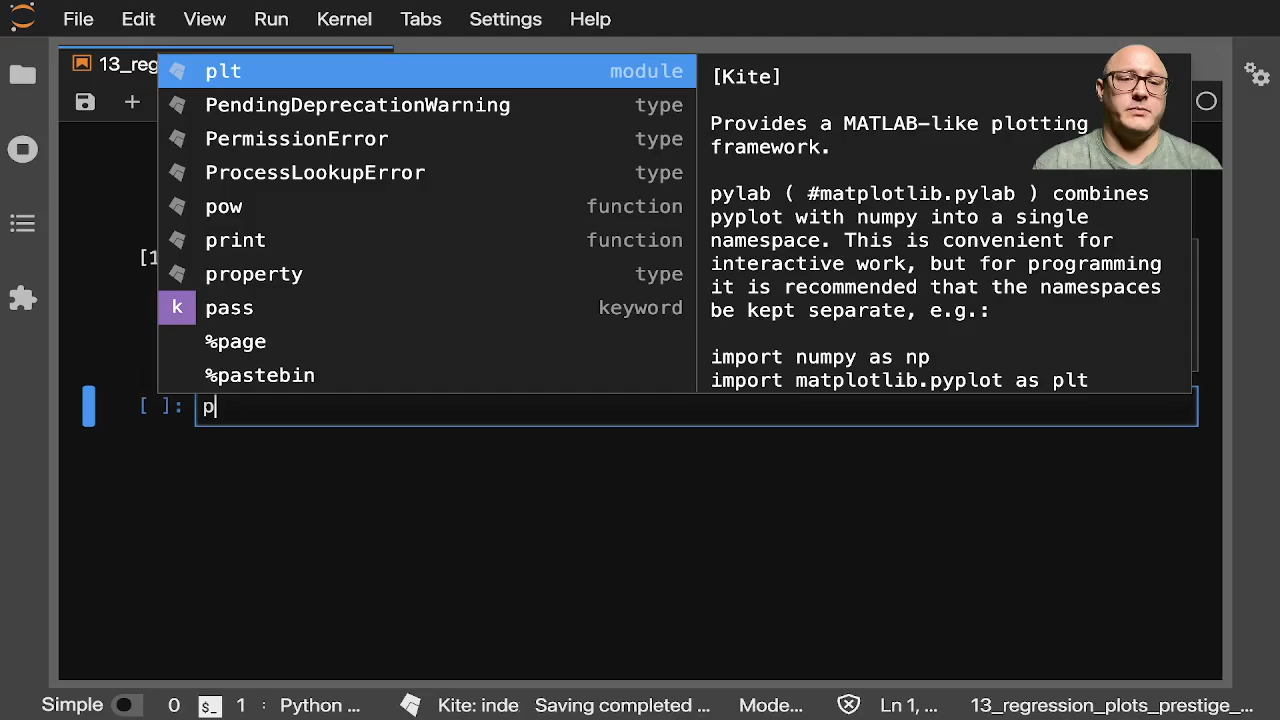 File Edit View Run Kernel Tabs Settings Help
13_reg
plt module
PendingDeprecationWarning type
PermissionError type
ProcessLookupError type
pow function
print function
property type
k pass keyword
%page
%pastebin
[Kite]
Provides a MATLAB-like plotting
framework.
pylab ( #matplotlib.pylab ) combines
pyplot with numpy into a single
namespace. This is convenient for
interactive work, but for programming
it is recommended that the namespaces
be kept separate, e.g.:
import numpy as np
import matplotlib.pyplot as plt
[1
[ ]: p
Simple 0 $_ 1 Python ... Kite: inde Saving completed ... Mode... Ln 1, ... 13_regression_plots_prestige_...